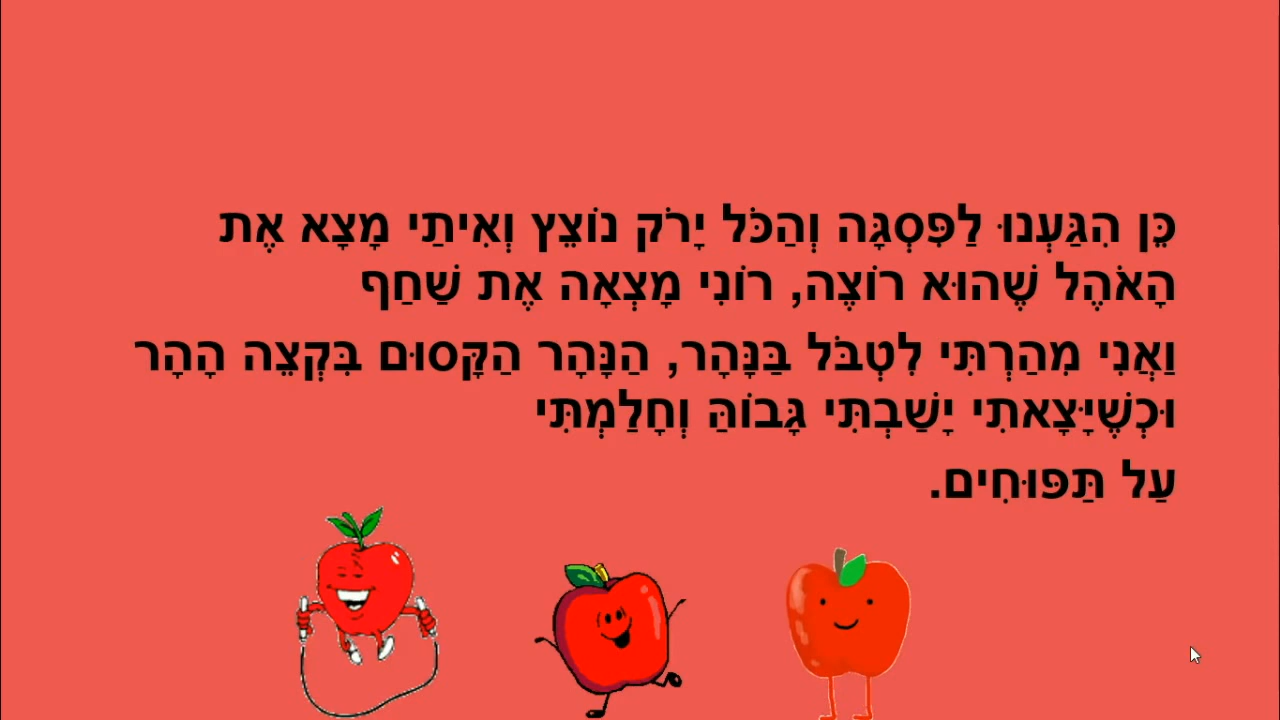 כֵּן הִגַּעְנוּ לַפִּסְגָּה וְהַכֹּל יָרֹק נוֹצֵץ וְאִיתַי מָצָא אֶת
הָאֹהֶל שֶׁהוּא רוֹצֶה, רוֹנִי מָצְאָה אֶת שַׁחַף
וַאֲנִי מִהַרְתִּי לִטְבֹּל בַּנָּהָר, הַנָּהָר הַקָּסוּם בִּקְצֵה הָהָר
וּכְשֶׁיָּצָאתִי יָשַׁבְתִּי גָּבוֹהַּ וְחָלַמְתִּי
עַל תַּפּוּחִים.